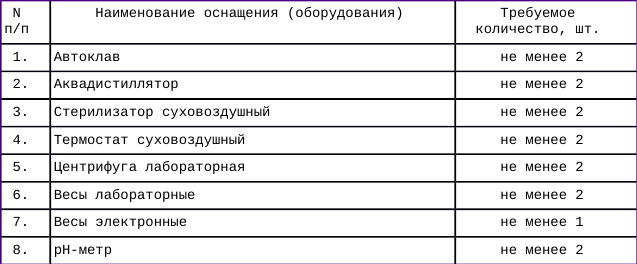 N п/п Наименование оснащения (оборудования) Требуемое количество, шт.
1. Автоклав не менее 2
2. Аквадистиллятор не менее 2
3. Стерилизатор суховоздушный не менее 2
4. Термостат суховоздушный не менее 2
5. Центрифуга лабораторная не менее 2
6. Весы лабораторные не менее 2
7. Весы электронные не менее 1
8. pH-метр не менее 2